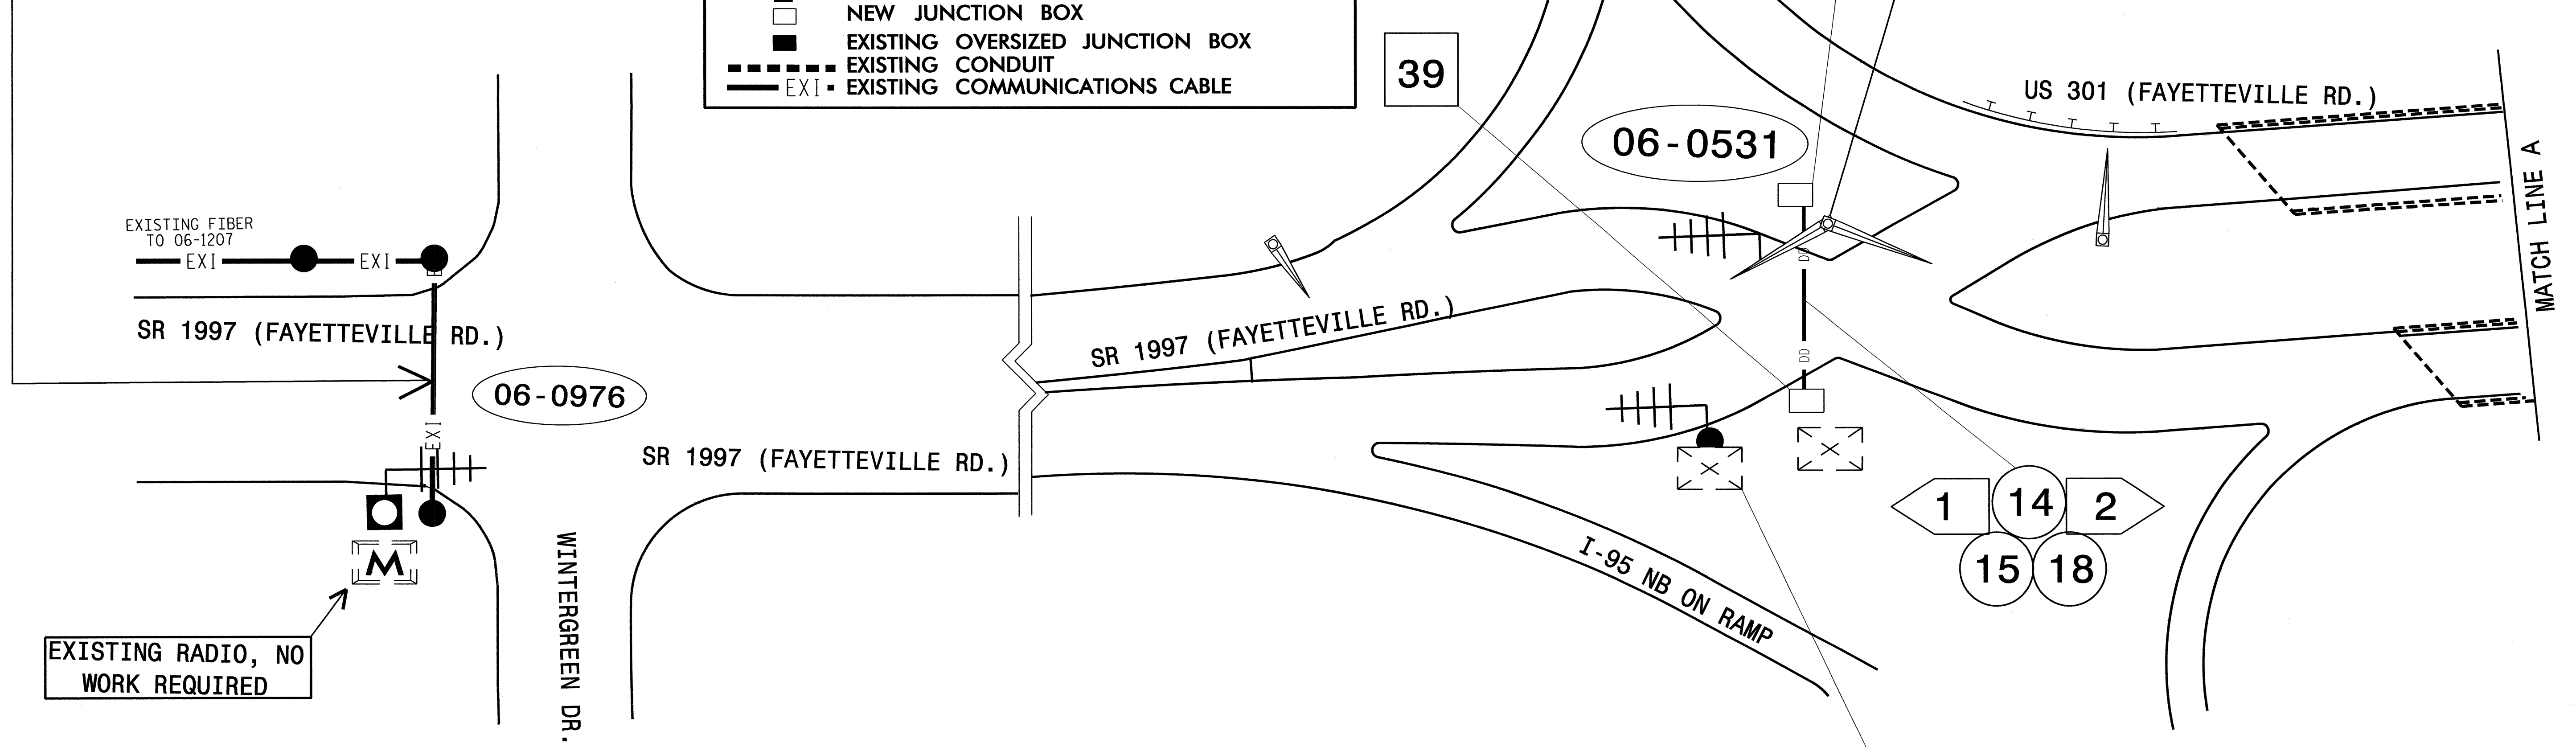 NEW JUNCTION BOX
EXISTING OVERSIZED JUNCTION BOX
EXISTING CONDUIT
EXI EXISTING COMMUNICATIONS CABLE
39
06-0531
US 301 (FAYETTEVILLE RD.)
MATCH LINE A
EXISTING FIBER
TO 06-1207
EXI
EXI
SR 1997 (FAYETTEVILLE RD.)
06-0976
EXI
SR 1997 (FAYETTEVILLE RD.)
SR 1997 (FAYETTEVILLE RD.)
DD
DD
1
14
2
15
18
I-95 NB ON RAMP
WINTERGREEN DR.
M
EXISTING RADIO, NO
WORK REQUIRED